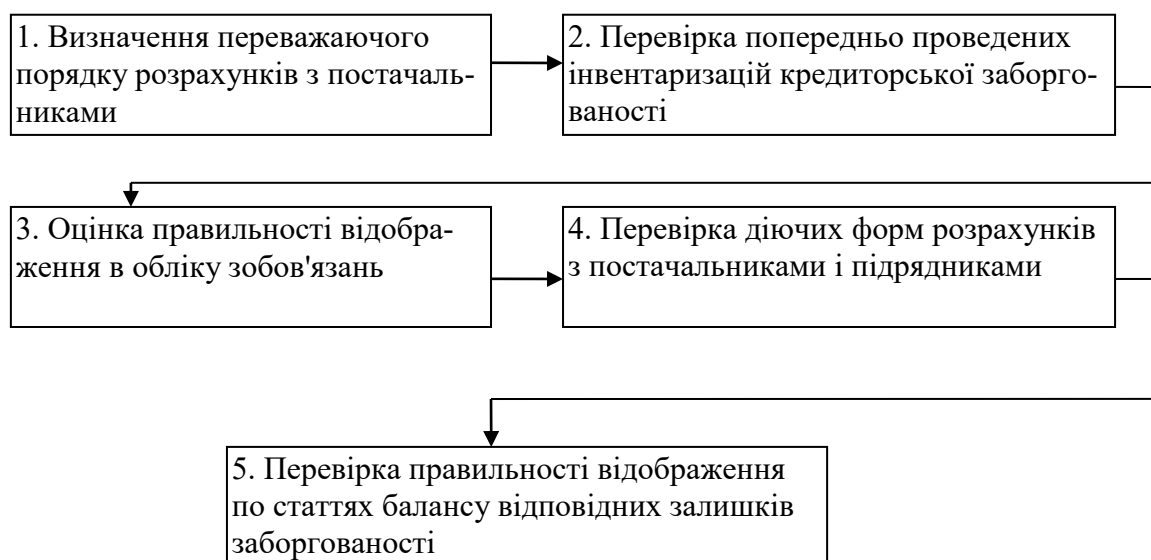 1. Визначення переважаючого
порядку розрахунків з постачаль-
никами
2. Перевірка попередньо проведених
інвентаризацій кредиторської заборго-
ваності
3. Оцінка правильності відобра-
ження в обліку зобов'язань
4. Перевірка діючих форм розрахунків
з постачальниками і підрядниками
5. Перевірка правильності відображення
по статтях балансу відповідних залишків
заборгованості